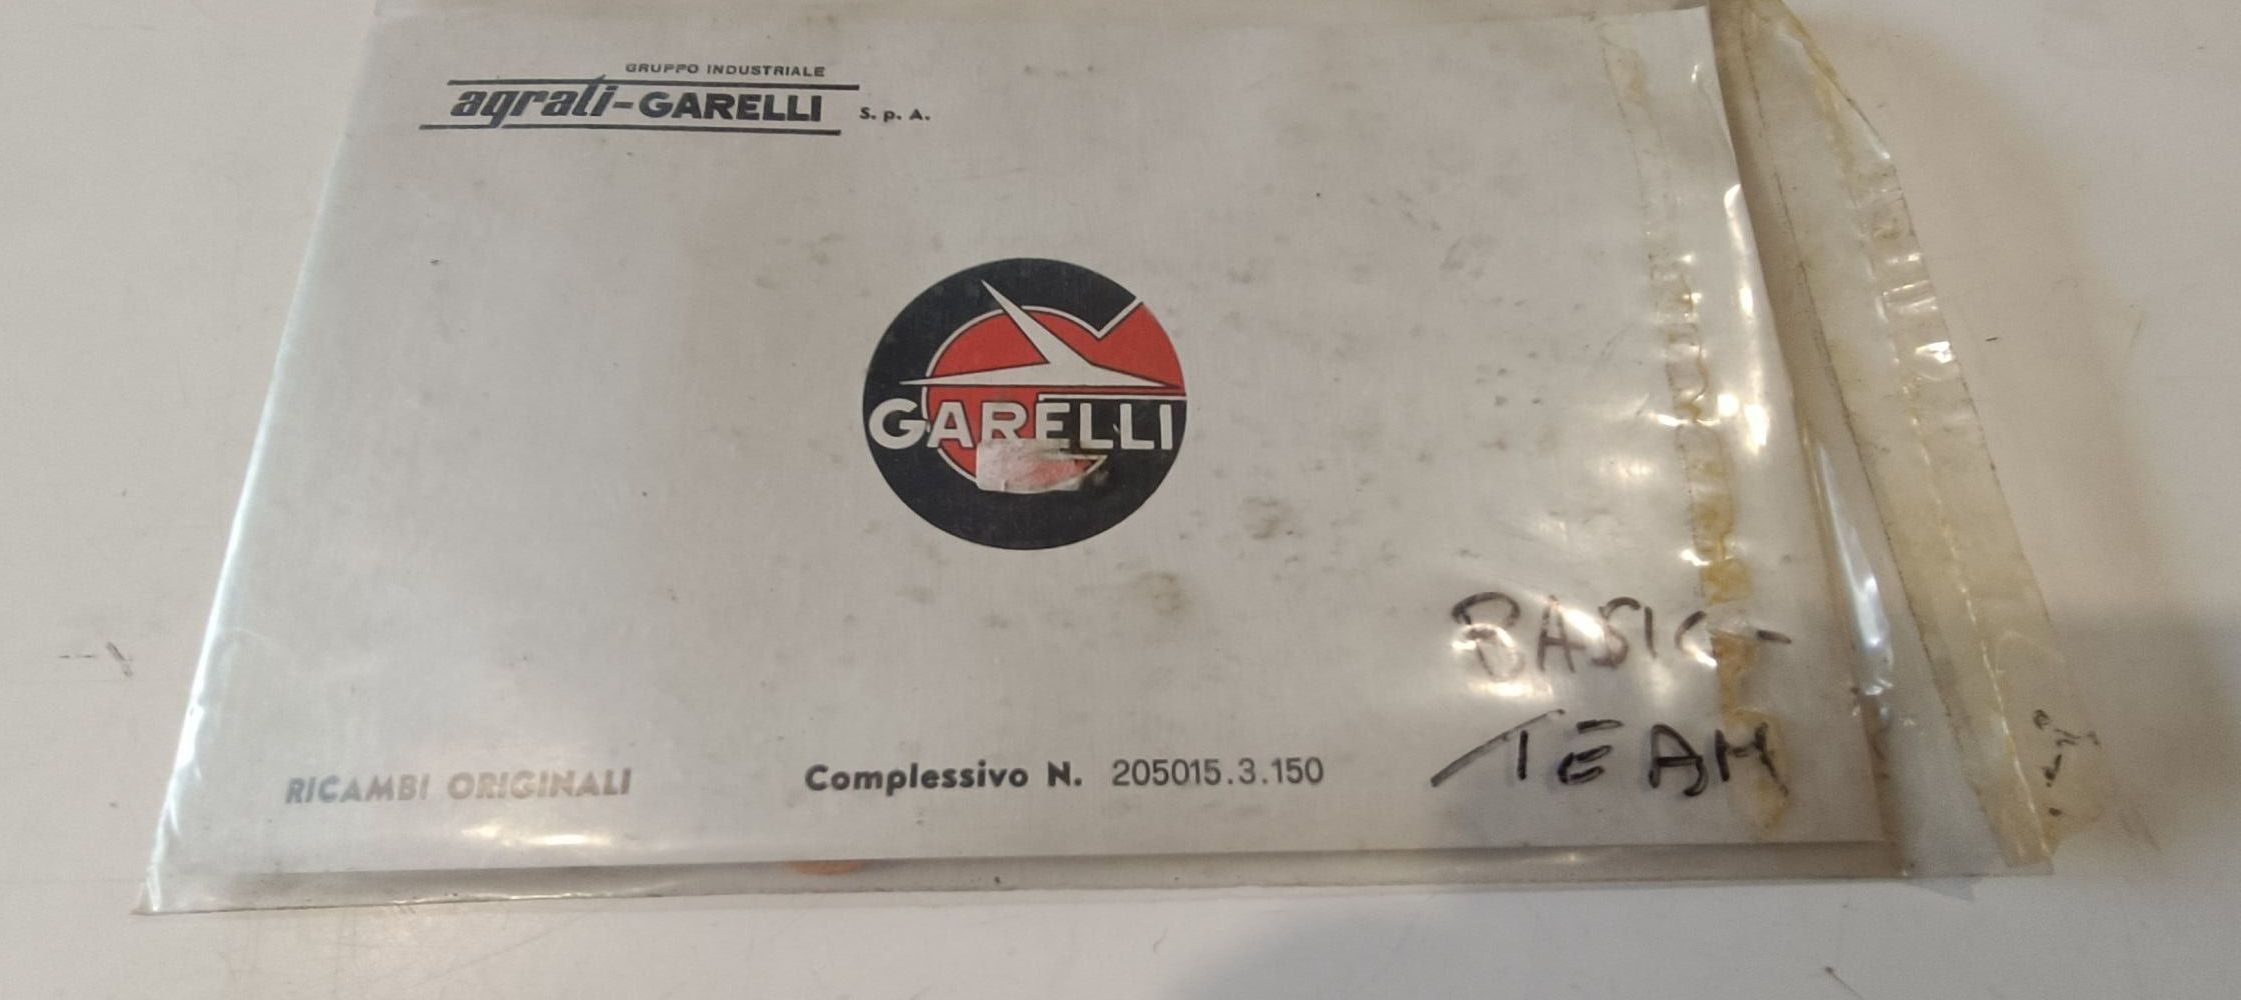 GRUPPO INDUSTRIALE
agrati-GARELLI S.p.A.
GARELLI
BASIC-
TEAM
RICAMBI ORIGINALI Complessivo N. 205015.3.150